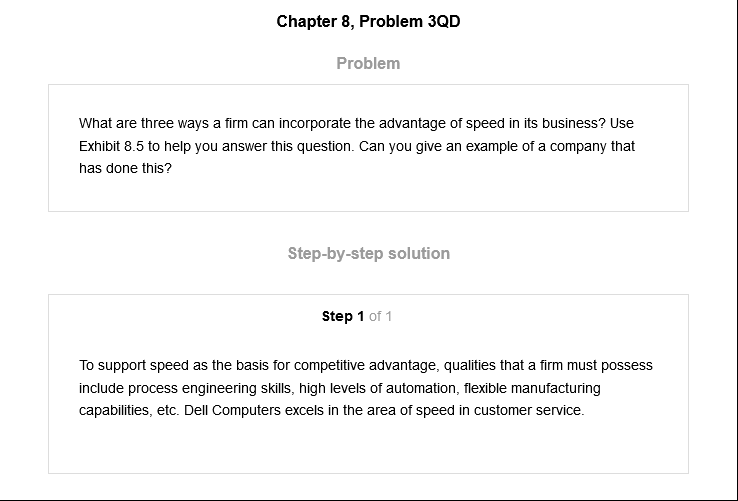 Chapter 8, Problem 3QD
Problem
What are three ways a firm can incorporate the advantage of speed in its business? Use
Exhibit 8.5 to help you answer this question. Can you give an example of a company that
has done this?
Step-by-step solution
Step 1 of 1
To support speed as the basis for competitive advantage, qualities that a firm must possess
include process engineering skills, high levels of automation, flexible manufacturing
capabilities, etc. Dell Computers excels in the area of speed in customer service.